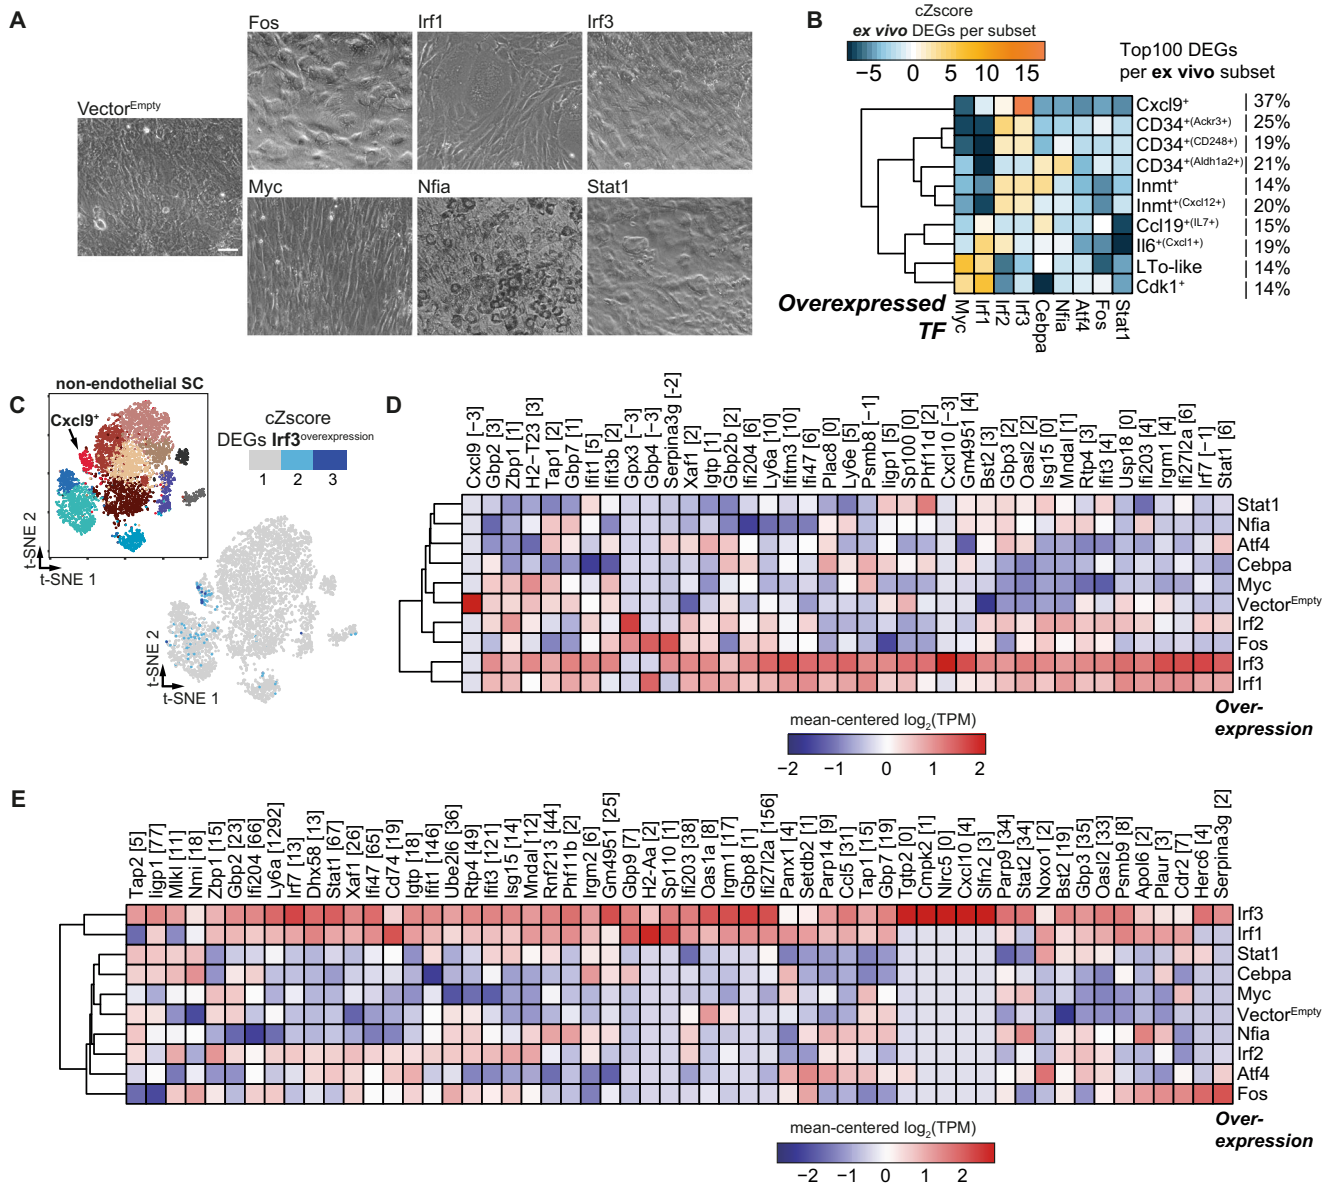 A
Fos
Irf1
Irf3
Vector^Empty
Myc
Nfia
Stat1
B
cZscore
ex vivo DEGs per subset
−5 0 5 10 15
Top100 DEGs
per ex vivo subset
Cxcl9+ | 37%
CD34+(Ackr3+) | 25%
CD34+(CD248+) | 19%
CD34+(Aldh1a2+) | 21%
Inmt+ | 14%
Inmt+(Cxcl12+) | 20%
Ccl19+(IL7+) | 15%
Il6+(Cxcl1+) | 19%
LTo-like | 14%
Cdk1+ | 14%
Overexpressed
TF
Myc Irf1 Irf2 Irf3 Cebpa Nfia Atf4 Fos Stat1
C
non-endothelial SC
Cxcl9+
t-SNE 2
t-SNE 1
cZscore
DEGs Irf3^overexpression
1 2 3
t-SNE 2
t-SNE 1
D
Cxcl9 [−3] Gbp2 [3] Zbp1 [1] H2−T23 [3] Tap1 [2] Gbp7 [1] Ifit1 [5] Ifit3b [2] Gpx3 [−3] Gbp4 [−3] Serpina3g [-2] Xaf1 [2] Igtp [1] Gbp2b [2] Ifi204 [6] Ly6a [10] Ifitm3 [10] Ifi47 [6] Plac8 [0] Ly6e [5] Psmb8 [−1] Iigp1 [5] Sp100 [0] Phf11d [2] Cxcl10 [−3] Gm4951 [4] Bst2 [3] Gbp3 [2] Oasl2 [2] Isg15 [0] Mndal [1] Rtp4 [3] Ifit3 [4] Usp18 [0] Ifi203 [4] Irgm1 [4] Ifi27l2a [6] Irf7 [−1] Stat1 [6]
Stat1
Nfia
Atf4
Cebpa
Myc
Vector^Empty
Irf2
Fos
Irf3
Irf1
Over-
expression
mean-centered log2(TPM)
−2 −1 0 1 2
E
Tap2 [5] Iigp1 [77] Mlkl [11] Nmi [18] Zbp1 [15] Gbp2 [23] Ifi204 [66] Ly6a [1292] Irf7 [13] Dhx58 [13] Stat1 [67] Xaf1 [26] Ifi47 [65] Cd74 [19] Igtp [18] Ifit1 [146] Ube2l6 [36] Rtp4 [49] Ifit3 [121] Isg15 [14] Mndal [12] Rnf213 [44] Phf11b [2] Irgm2 [6] Gm4951 [25] Gbp9 [7] H2-Aa [2] Sp110 [1] Ifi203 [38] Oas1a [8] Irgm1 [17] Gbp8 [1] Ifi27l2a [156] Panx1 [4] Setdb2 [1] Parp14 [9] Ccl5 [31] Tap1 [15] Gbp7 [19] Tgtp2 [0] Cmpk2 [1] Nlrc5 [0] Cxcl10 [4] Slfn2 [3] Parp9 [34] Stat2 [34] Noxo1 [2] Bst2 [19] Gbp3 [35] Oasl2 [33] Psmb9 [8] Apol6 [2] Plaur [3] Cdr2 [7] Herc6 [4] Serpina3g [2]
Irf3
Irf1
Stat1
Cebpa
Myc
Vector^Empty
Nfia
Irf2
Atf4
Fos
Over-
expression
mean-centered log2(TPM)
−2 −1 0 1 2